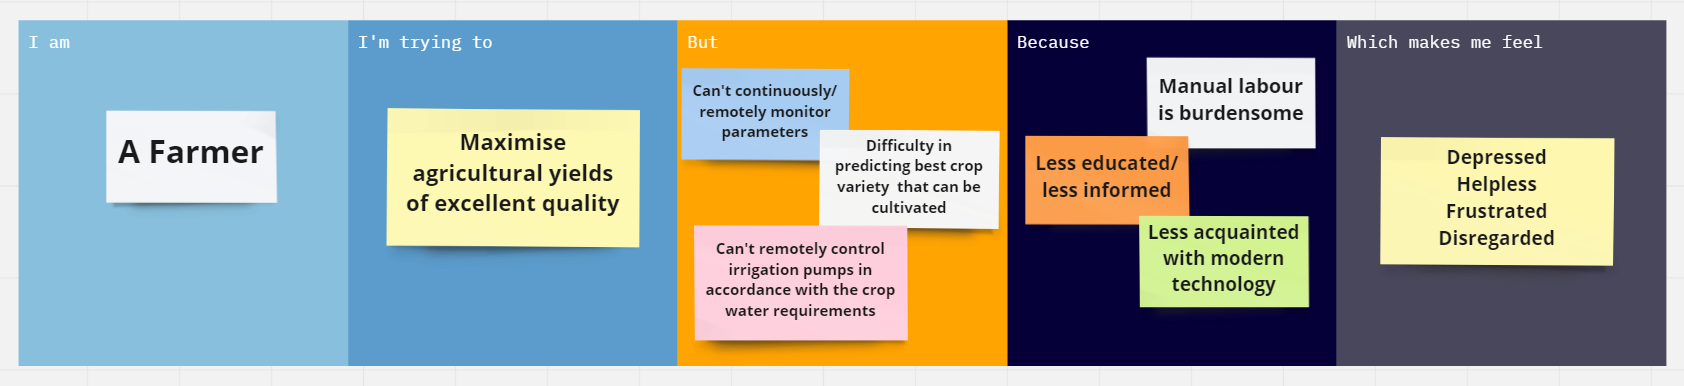 I am
A Farmer
I'm trying to
Maximise
agricultural yields
of excellent quality
But
Can't continuously/
remotely monitor
parameters
Difficulty in
predicting best crop
variety that can be
cultivated
Can't remotely control
irrigation pumps in
accordance with the crop
water requirements
Because
Manual labour
is burdensome
Less educated/
less informed
Less acquainted
with modern
technology
Which makes me feel
Depressed
Helpless
Frustrated
Disregarded